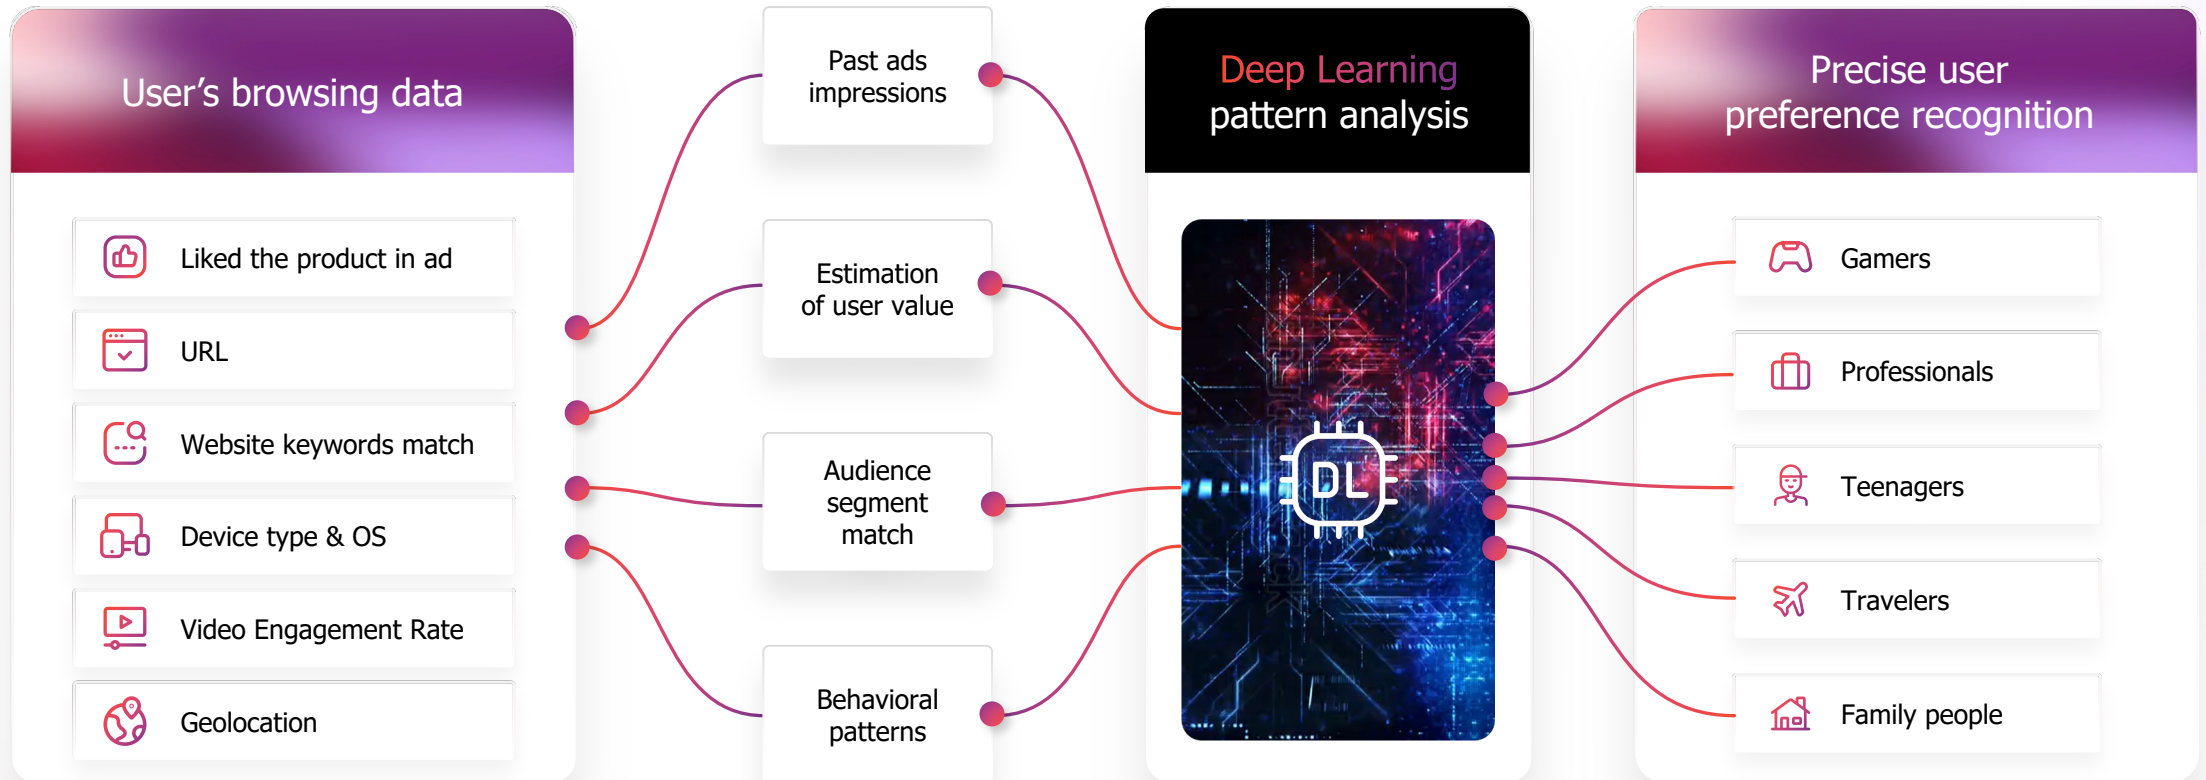 User's browsing data
Liked the product in ad
URL
Website keywords match
Device type & OS
Video Engagement Rate
Geolocation
Past ads
impressions
Estimation
of user value
Audience
segment
match
Behavioral
patterns
Deep Learning
pattern analysis
DL
Precise user
preference recognition
Gamers
Professionals
Teenagers
Travelers
Family people